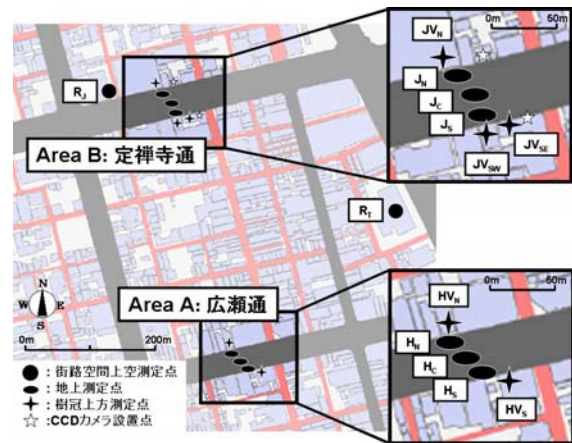 0m 50m
JV_N
J_N
J_C
J_S
JV_SE
JV_SW
R_J
Area B: 定禅寺通
R_I
Area A: 広瀬通
N
W E
S
0m 200m
0m 50m
HV_N
H_N
H_C
H_S
HV_S
●：街路空間上空測定点
：地上測定点
：樹冠上方測定点
☆：CCDカメラ設置点